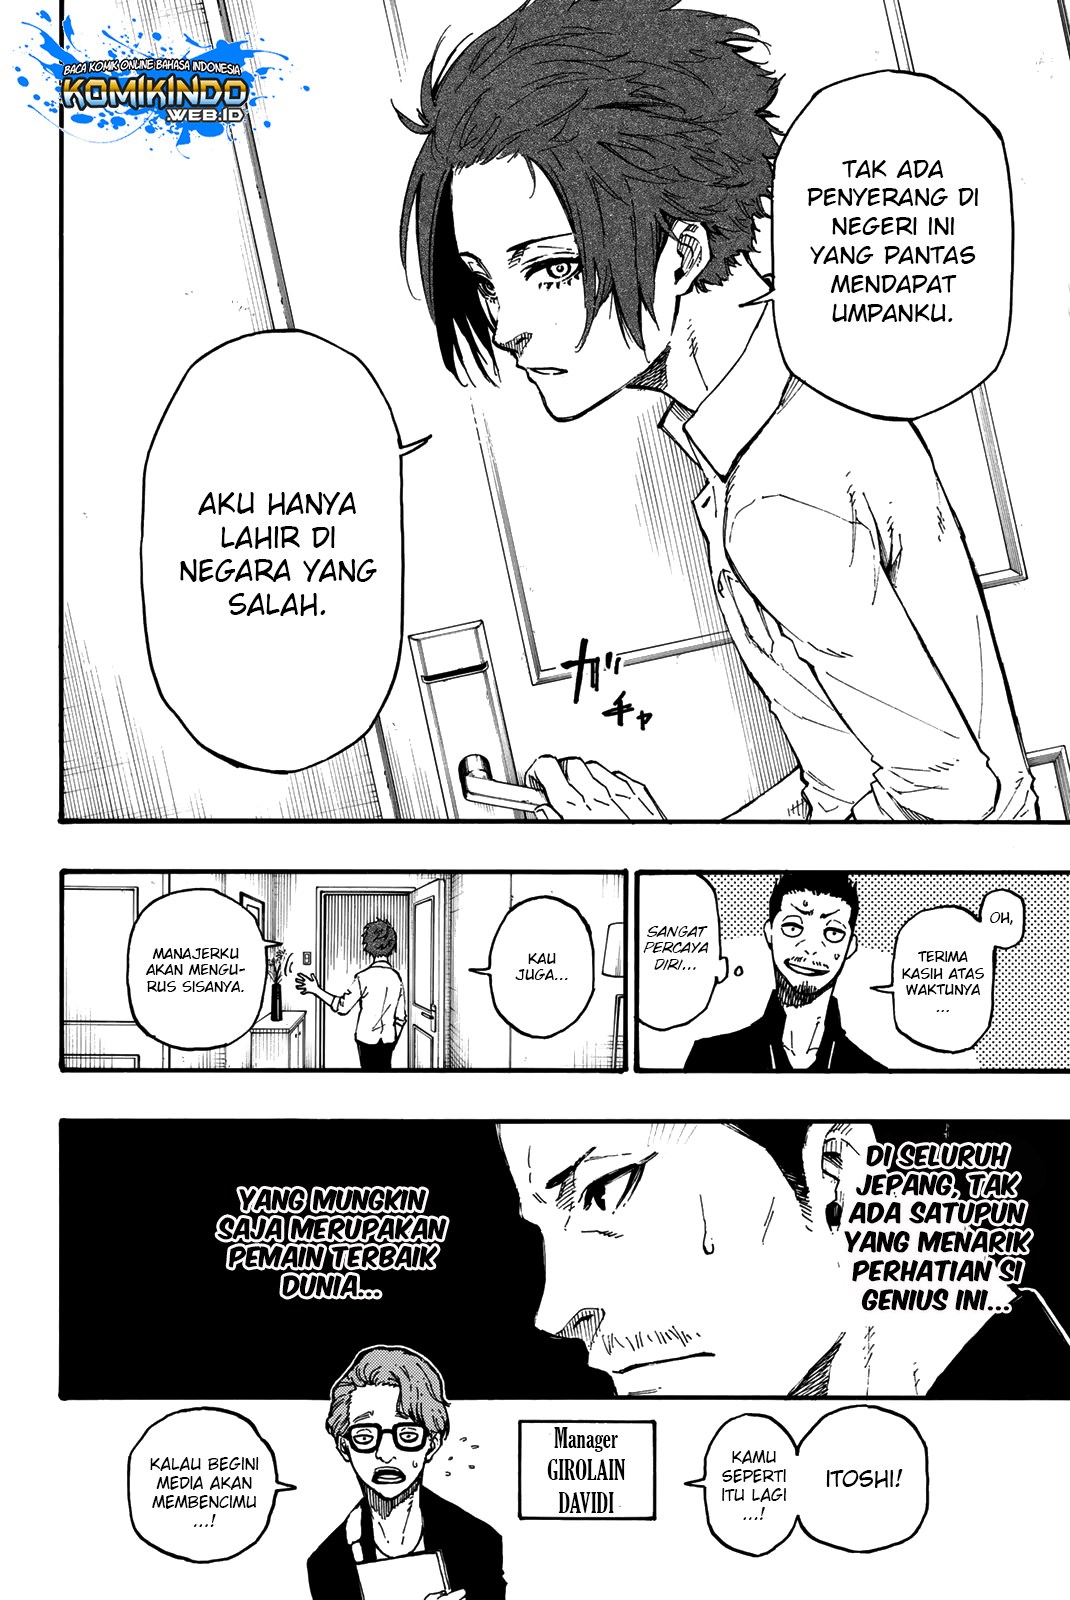 BACA KOMIK ONLINE BAHASA INDONESIA
KOMIKINDO
.WEB.ID
TAK ADA
PENYERANG DI
NEGERI INI
YANG PANTAS
MENDAPAT
UMPANKU.
AKU HANYA
LAHIR DI
NEGARA YANG
SALAH.
ガ
チャ
OH,
TERIMA
KASIH ATAS
WAKTUNYA
...
SANGAT
PERCAYA
DIRI...
KAU
JUGA...
MANAJERKU
AKAN MENGU-
RUS SISANYA.
DI SELURUH
JEPANG, TAK
ADA SATUPUN
YANG MENARIK
PERHATIAN SI
GENIUS INI...
YANG MUNGKIN
SAJA MERUPAKAN
PEMAIN TERBAIK
DUNIA...
ITOSHI!
KAMU
SEPERTI
ITU LAGI
...!
Manager
GIROLAIN
DAVIDI
KALAU BEGINI
MEDIA AKAN
MEMBENCIMU
...!